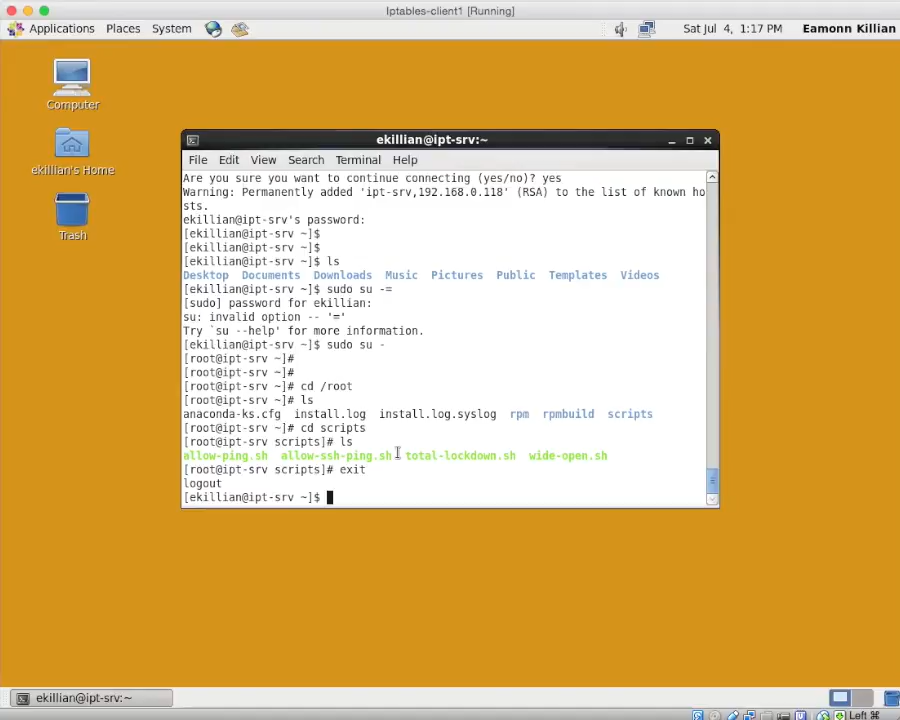 Iptables-client1 [Running]
Applications Places System
Sat Jul 4, 1:17 PM Eamonn Killian
Computer
ekillian's Home
Trash
ekillian@ipt-srv:~
File Edit View Search Terminal Help
Are you sure you want to continue connecting (yes/no)? yes
Warning: Permanently added 'ipt-srv,192.168.0.118' (RSA) to the list of known ho
sts.
ekillian@ipt-srv's password:
[ekillian@ipt-srv ~]$
[ekillian@ipt-srv ~]$
[ekillian@ipt-srv ~]$ ls
Desktop Documents Downloads Music Pictures Public Templates Videos
[ekillian@ipt-srv ~]$ sudo su -=
[sudo] password for ekillian:
su: invalid option -- '='
Try `su --help' for more information.
[ekillian@ipt-srv ~]$ sudo su -
[root@ipt-srv ~]#
[root@ipt-srv ~]#
[root@ipt-srv ~]# cd /root
[root@ipt-srv ~]# ls
anaconda-ks.cfg install.log install.log.syslog rpm rpmbuild scripts
[root@ipt-srv ~]# cd scripts
[root@ipt-srv scripts]# ls
allow-ping.sh allow-ssh-ping.sh total-lockdown.sh wide-open.sh
[root@ipt-srv scripts]# exit
logout
[ekillian@ipt-srv ~]$
ekillian@ipt-srv:~
Left ⌘